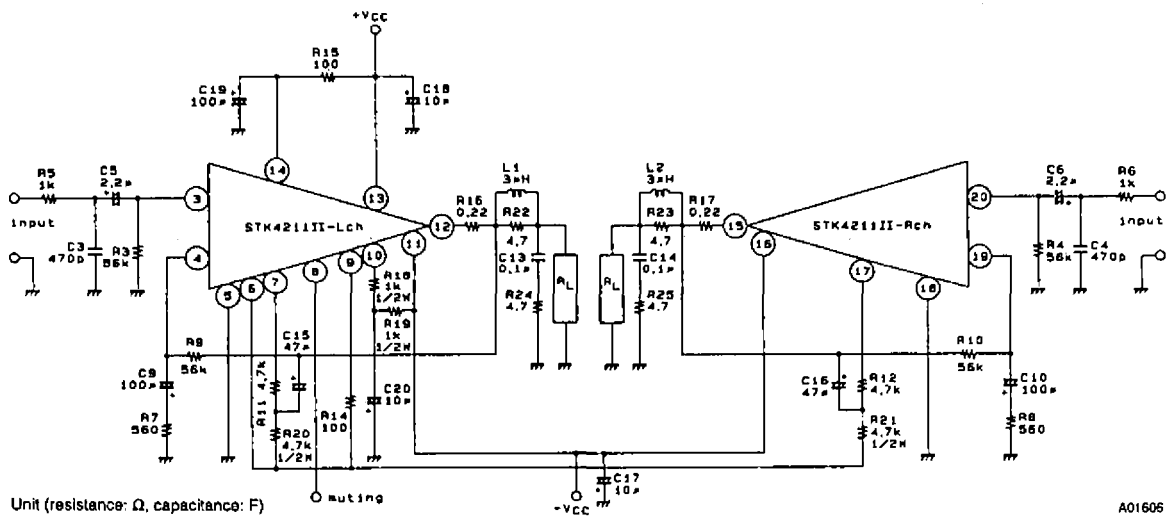 +VCC
R15
100
C19
100μ
C18
10μ
14
13
R5
1k
C5
2,2μ
+
3
input
STK4211II-Lch
C3
470p
R3
56k
4
5
6
7
8
9
10
11
12
R16
0,22
L1
3μH
R22
4,7
C13
0,1μ
R24
4,7
RL
L2
3μH
R23
4,7
C14
0,1μ
R25
4,7
RL
R17
0,22
15
16
STK4211II-Rch
17
18
19
20
C6
2,2μ
+
R6
1k
input
R4
56k
C4
470p
R18
1k
1/2W
R19
1k
1/2W
R9
56k
C9
100μ
+
R7
560
C15
47μ
R11
4,7k
R20
4,7k
1/2W
R14
100
C20
10μ
+
muting
-VCC
C17
10μ
+
C16
47μ
R12
4,7k
R21
4,7k
1/2W
R10
56k
C10
100μ
+
R8
560
Unit (resistance: Ω, capacitance: F)
A01606